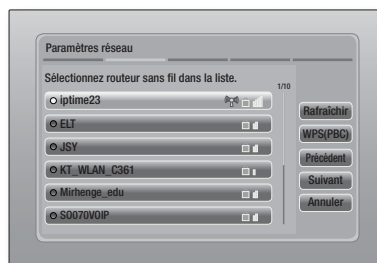 Paramètres réseau
Sélectionnez routeur sans fil dans la liste.
1/10
iptime23
ELT
JSY
KT_WLAN_C361
Mirhenge_edu
SO070VOIP
Rafraîchir
WPS(PBC)
Précédent
Suivant
Annuler